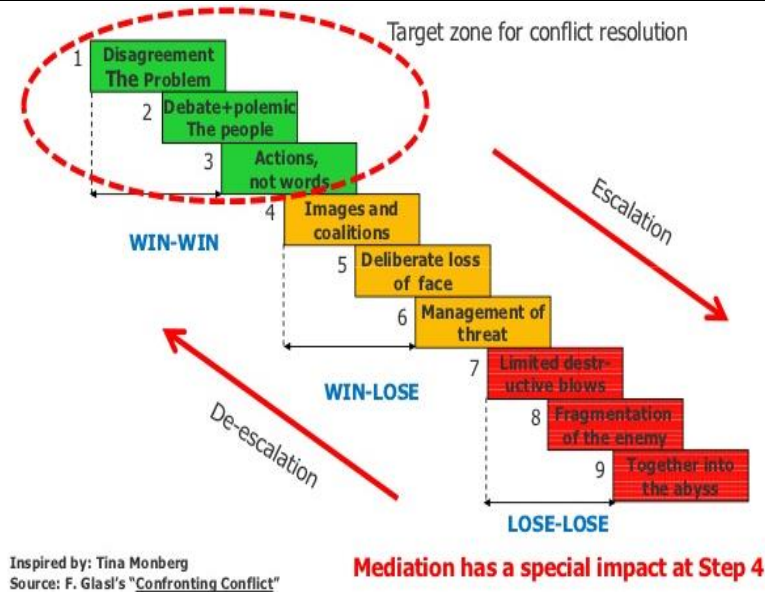 Target zone for conflict resolution
1
Disagreement
The Problem
2
Debate+polemic
The people
3
Actions,
not words
4
Images and
coalitions
WIN-WIN
Escalation
5
Deliberate loss
of face
6
Management of
threat
WIN-LOSE
De-escalation
7
Limited destr-
uctive blows
8
Fragmentation
of the enemy
9
Together into
the abyss
LOSE-LOSE
Inspired by: Tina Monberg
Source: F. Glasl's "Confronting Conflict"
Mediation has a special impact at Step 4